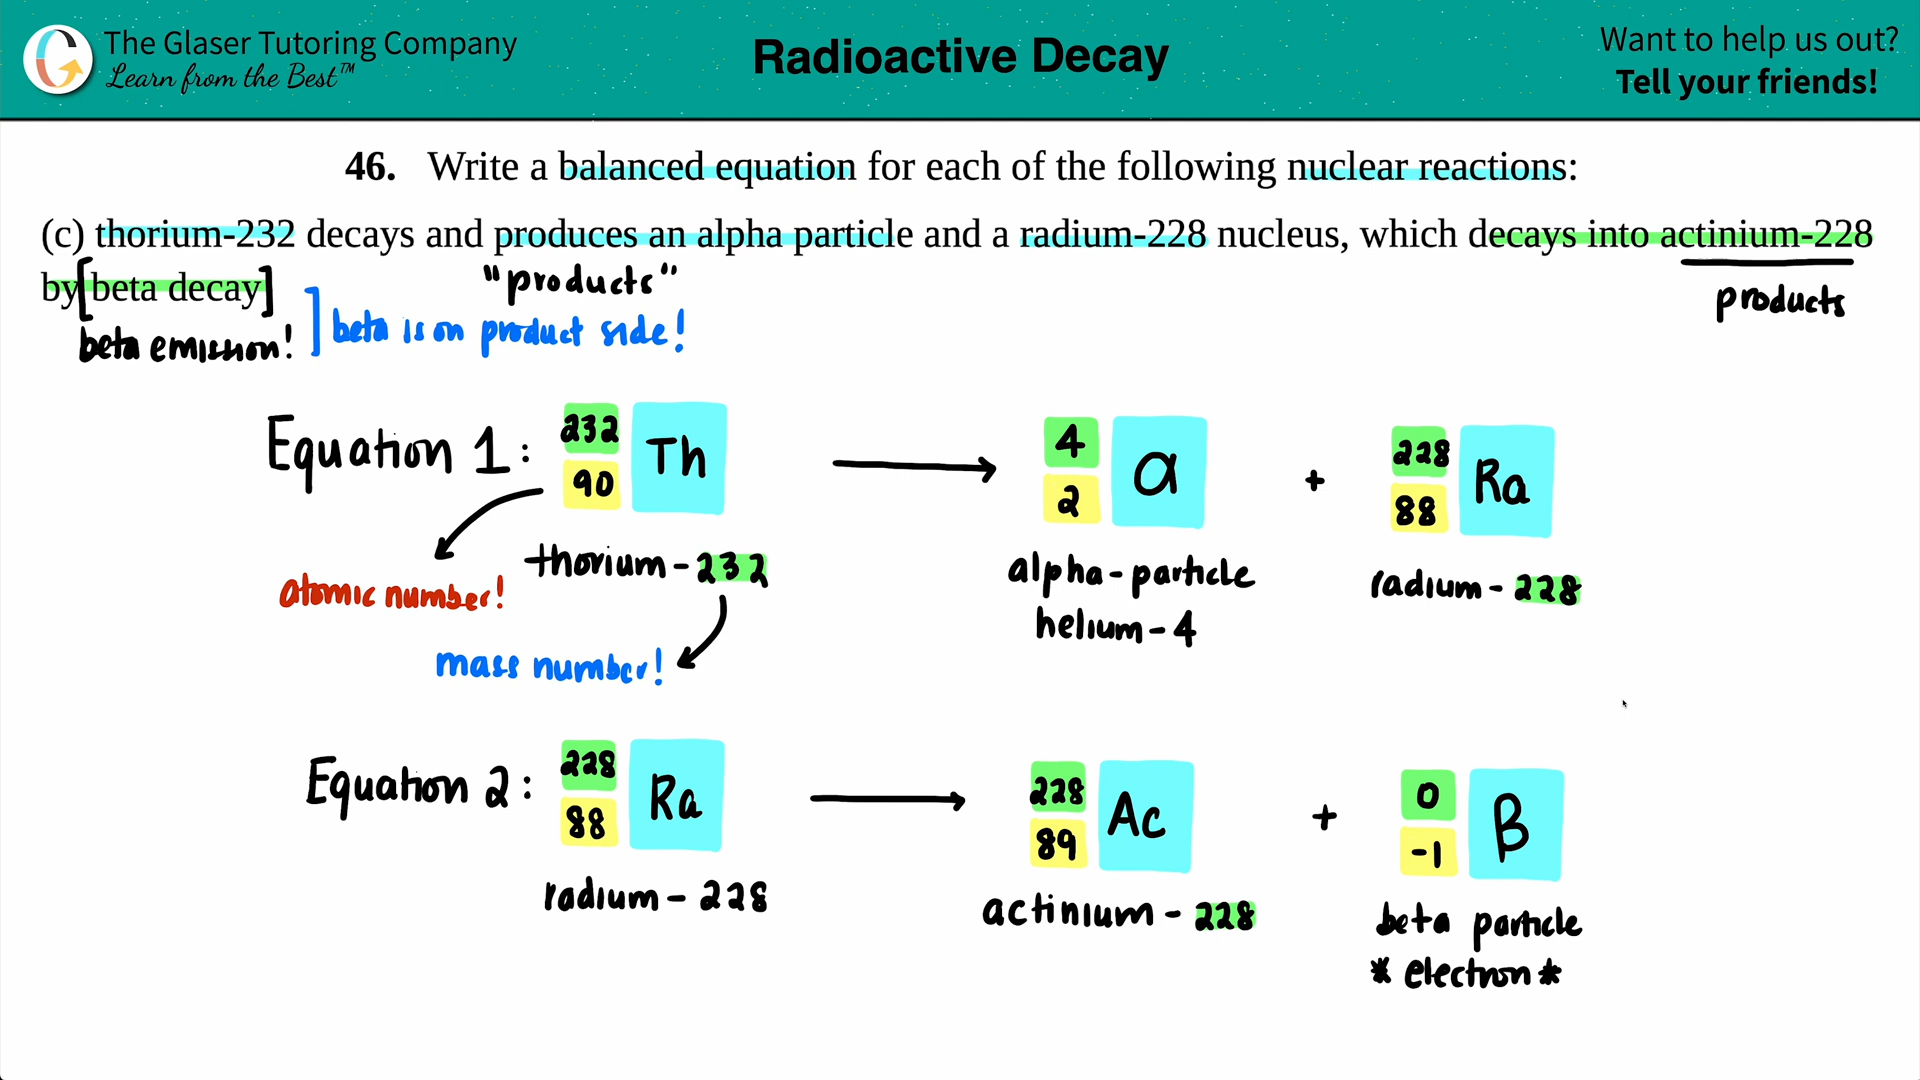 The Glaser Tutoring Company
Learn from the Best™
Radioactive Decay
Want to help us out?
Tell your friends!
46. Write a balanced equation for each of the following nuclear reactions:
(c) thorium-232 decays and produces an alpha particle and a radium-228 nucleus, which decays into actinium-228
by [beta decay]
"products"
products
beta emission! ] beta is on product side!
Equation 1: 232 90 Th → 4 2 α + 228 88 Ra
atomic number!
thorium - 232
alpha-particle
helium-4
radium - 228
mass number!
Equation 2: 228 88 Ra → 228 89 Ac + 0 -1 β
radium - 228
actinium - 228
beta particle
* electron *